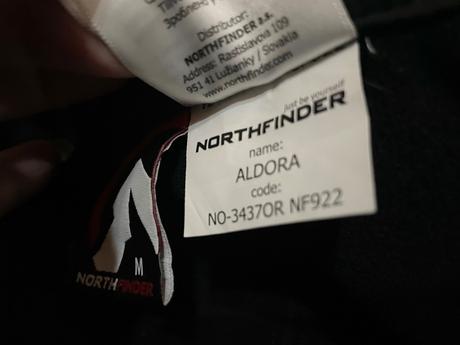 Distributor:
NORTHFINDER a.s.
Address: Rastislavova 109
951 41 Lužianky / Slovakia
www.northfinder.com
just be yourself
NORTHFINDER
name:
ALDORA
code:
NO-3437OR NF922
M
NORTHFINDER